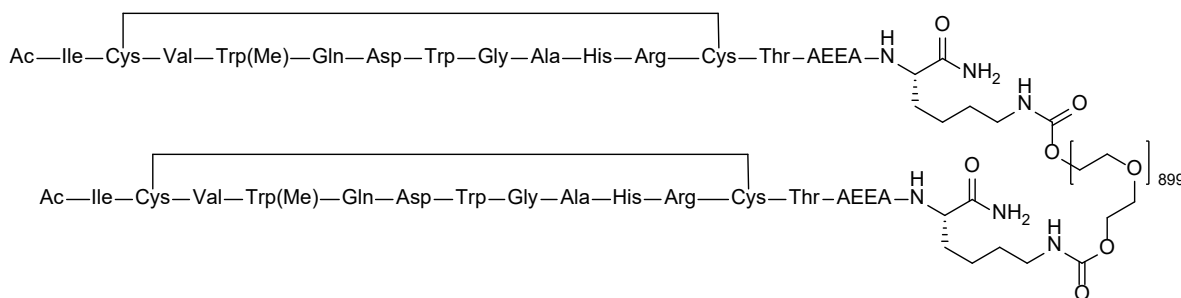 Ac—Ile—Cys—Val—Trp(Me)—Gln—Asp—Trp—Gly—Ala—His—Arg—Cys—Thr—AEEA—N
H
O
NH2
H
N
O
O
O
899
Ac—Ile—Cys—Val—Trp(Me)—Gln—Asp—Trp—Gly—Ala—His—Arg—Cys—Thr—AEEA—N
H
O
NH2
H
N
O
O